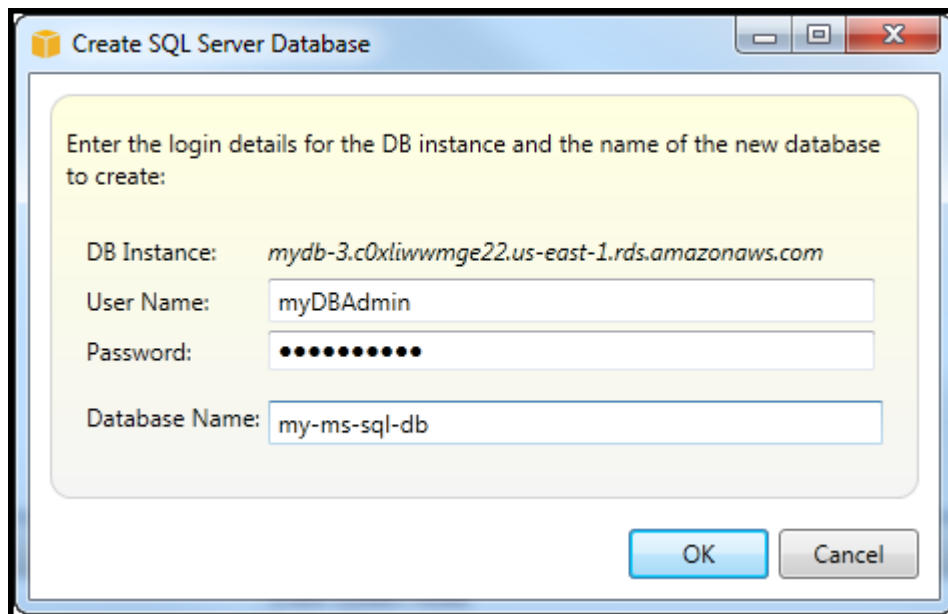 Create SQL Server Database
Enter the login details for the DB instance and the name of the new database
to create:
DB Instance: mydb-3.c0xliwwmge22.us-east-1.rds.amazonaws.com
User Name: myDBAdmin
Password: ●●●●●●●●●●
Database Name: my-ms-sql-db
OK Cancel